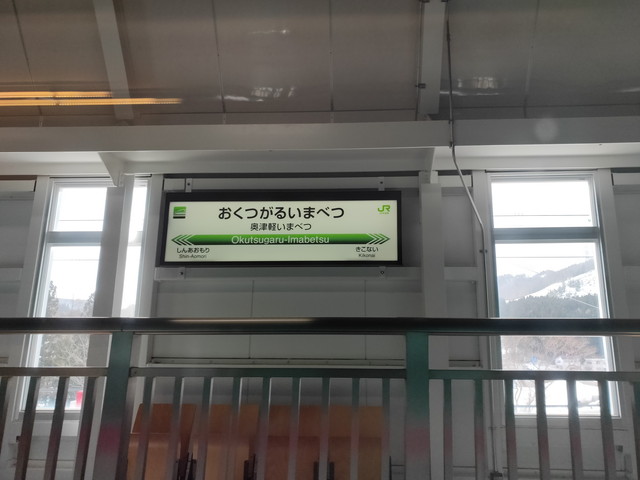 おくつがるいまべつ
JR
奥津軽いまべつ
Okutsugaru-Imabetsu
しんあおもり
きこない
Shin-Aomori
Kikonai